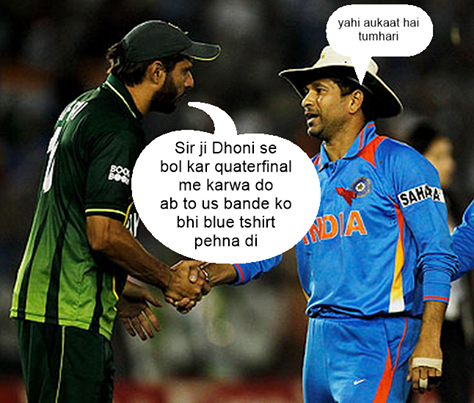 yahi aukaat hai
tumhari
Sir ji Dhoni se
bol kar quaterfinal
me karwa do
ab to us bande ko
bhi blue tshirt
pehna di
BOOM
SAHARA
INDIA